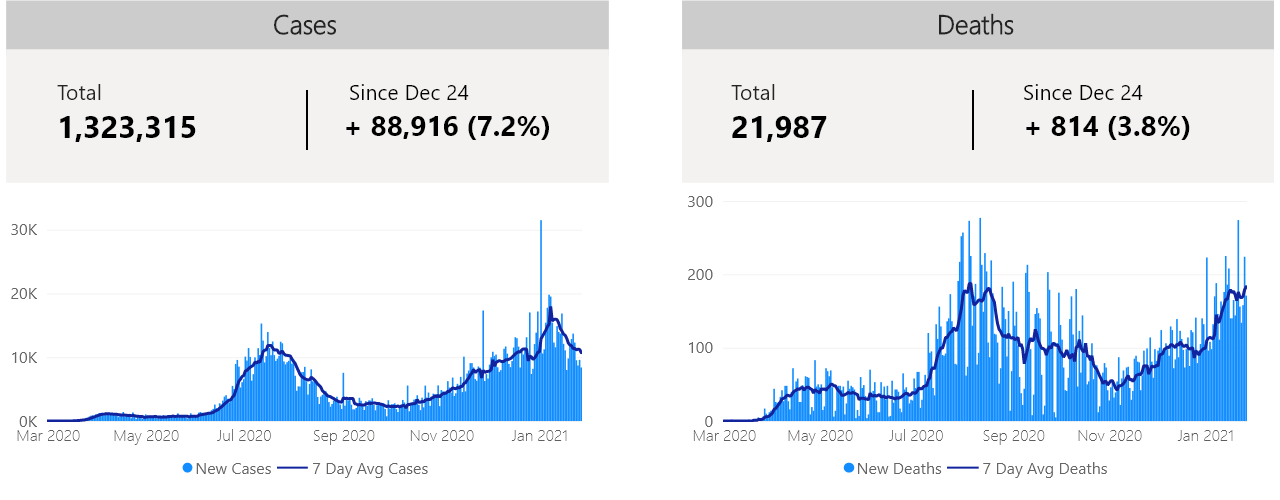 Cases
Total
1,323,315
Since Dec 24
+ 88,916 (7.2%)
30K
20K
10K
0K
Mar 2020 May 2020 Jul 2020 Sep 2020 Nov 2020 Jan 2021
New Cases 7 Day Avg Cases
Deaths
Total
21,987
Since Dec 24
+ 814 (3.8%)
300
200
100
0
Mar 2020 May 2020 Jul 2020 Sep 2020 Nov 2020 Jan 2021
New Deaths 7 Day Avg Deaths